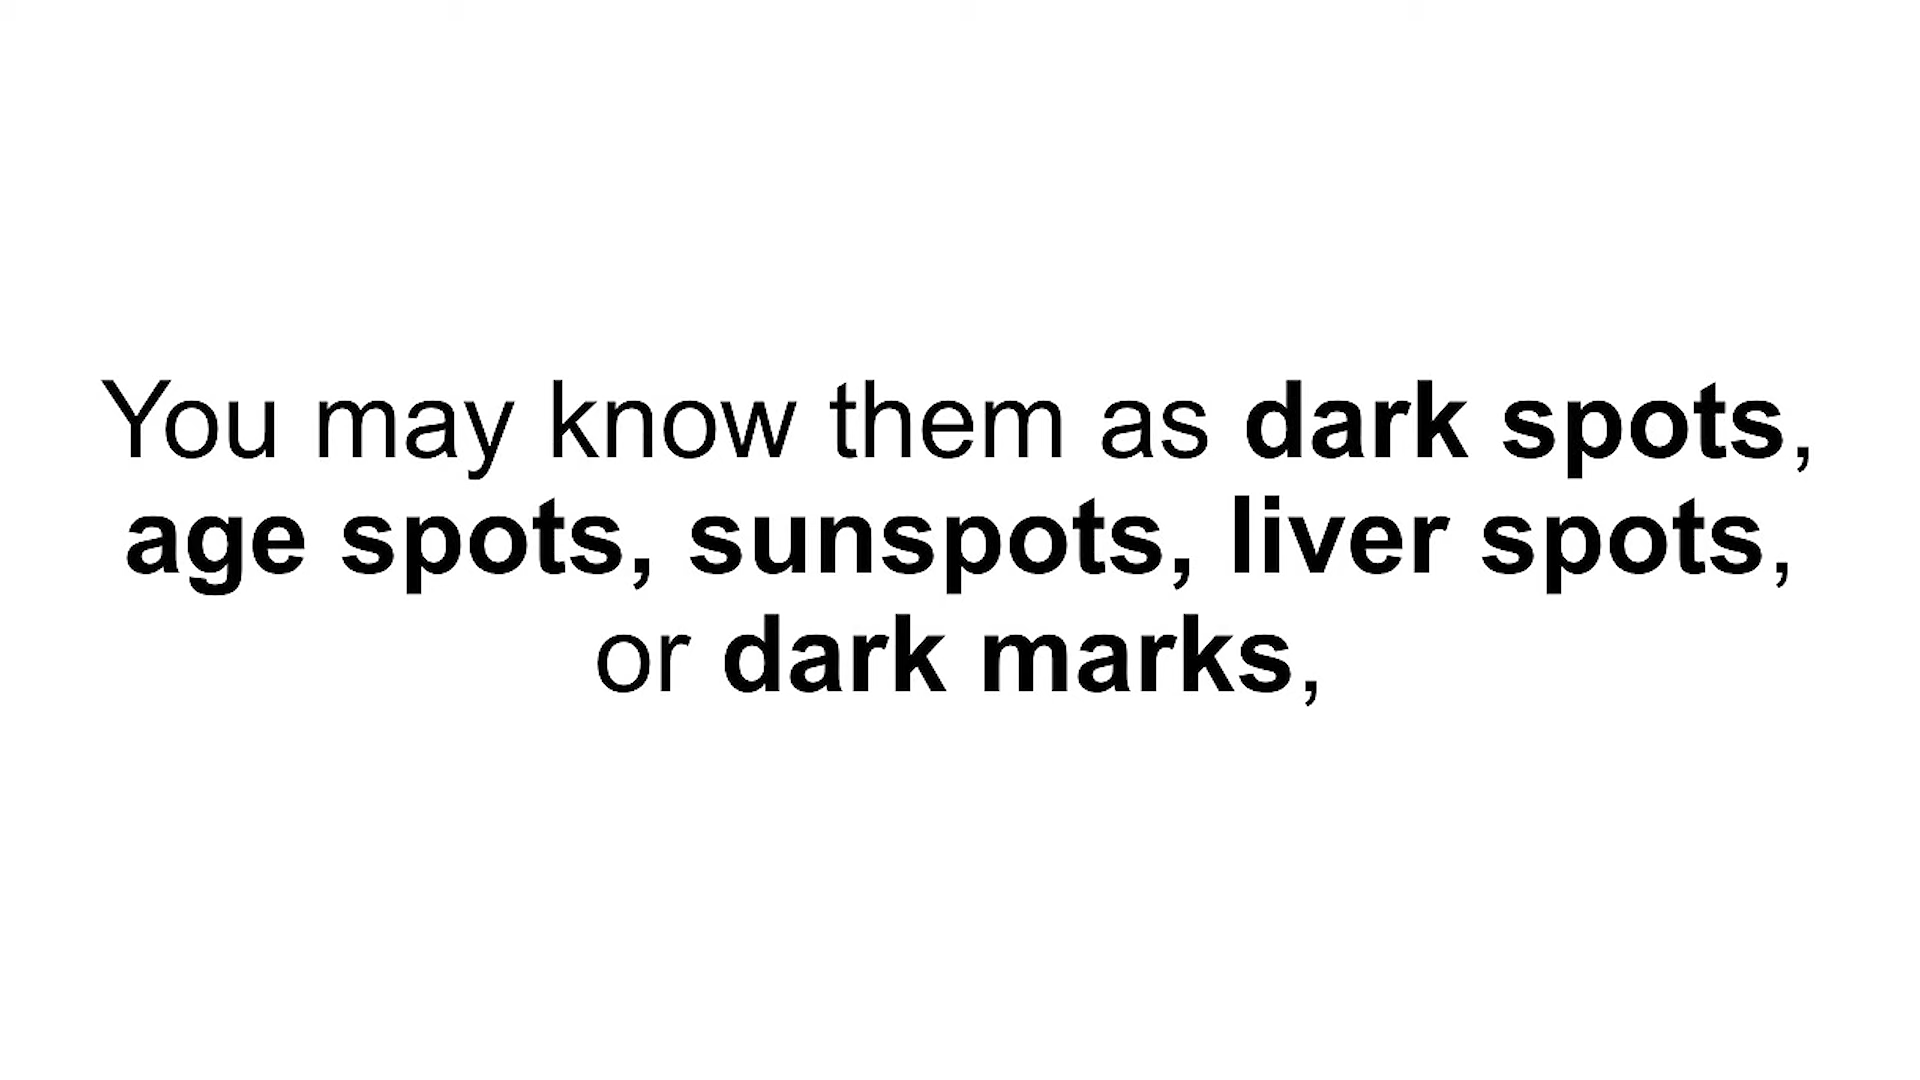 You may know them as dark spots,
age spots, sunspots, liver spots,
or dark marks,